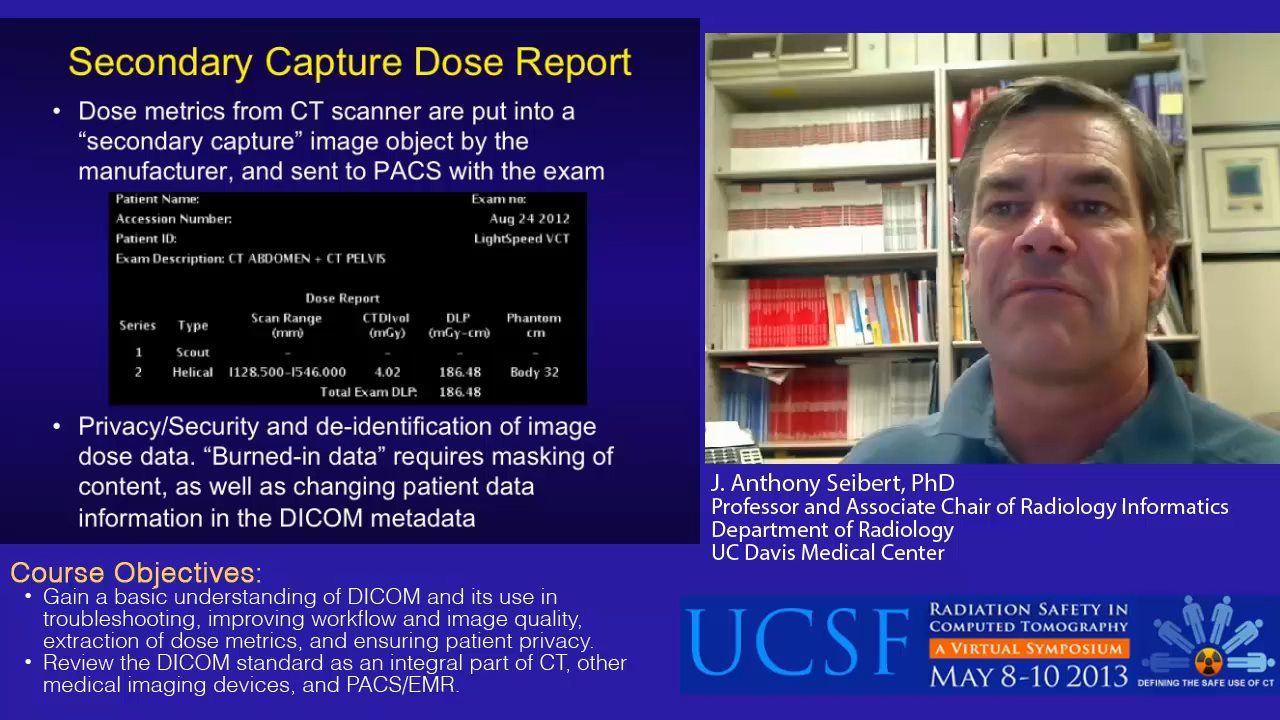 Secondary Capture Dose Report
• Dose metrics from CT scanner are put into a
“secondary capture” image object by the
manufacturer, and sent to PACS with the exam
Patient Name: Exam no:
Accession Number: Aug 24 2012
Patient ID: LightSpeed VCT
Exam Description: CT ABDOMEN + CT PELVIS
Dose Report
Series Type Scan Range (mm) CTDIvol (mGy) DLP (mGy-cm) Phantom cm
1 Scout - - - -
2 Helical I128.500-I546.000 4.02 186.48 Body 32
Total Exam DLP: 186.48
• Privacy/Security and de-identification of image
dose data. “Burned-in data” requires masking of
content, as well as changing patient data
information in the DICOM metadata
J. Anthony Seibert, PhD
Professor and Associate Chair of Radiology Informatics
Department of Radiology
UC Davis Medical Center
Course Objectives:
• Gain a basic understanding of DICOM and its use in
troubleshooting, improving workflow and image quality,
extraction of dose metrics, and ensuring patient privacy.
• Review the DICOM standard as an integral part of CT, other
medical imaging devices, and PACS/EMR.
UCSF
RADIATION SAFETY IN
COMPUTED TOMOGRAPHY
A VIRTUAL SYMPOSIUM
MAY 8-10 2013
DEFINING THE SAFE USE OF CT